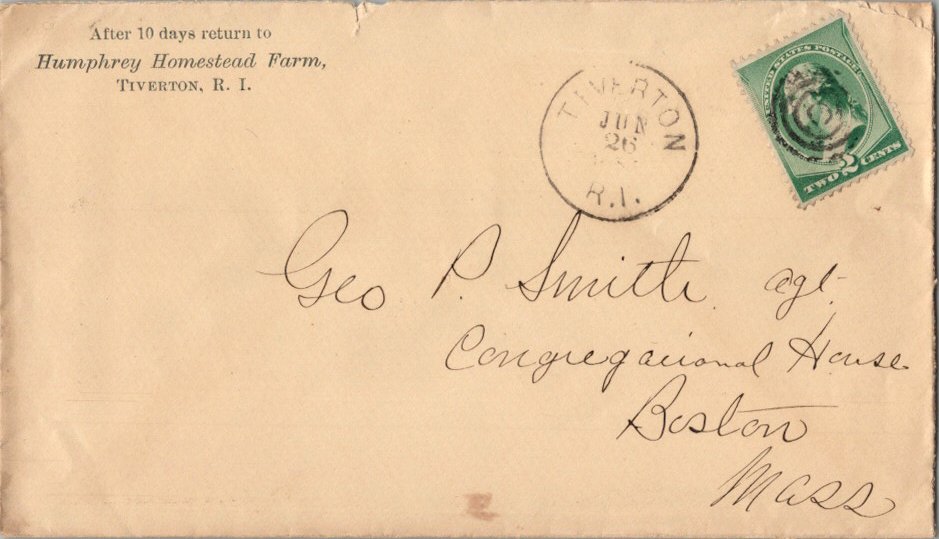 After 10 days return to
Humphrey Homestead Farm,
TIVERTON, R. I.
TIVERTON
JUN
26
R.I.
UNITED STATES POSTAGE
TWO 2 CENTS
Geo P. Smith agt.
Congregational House
Boston
Mass